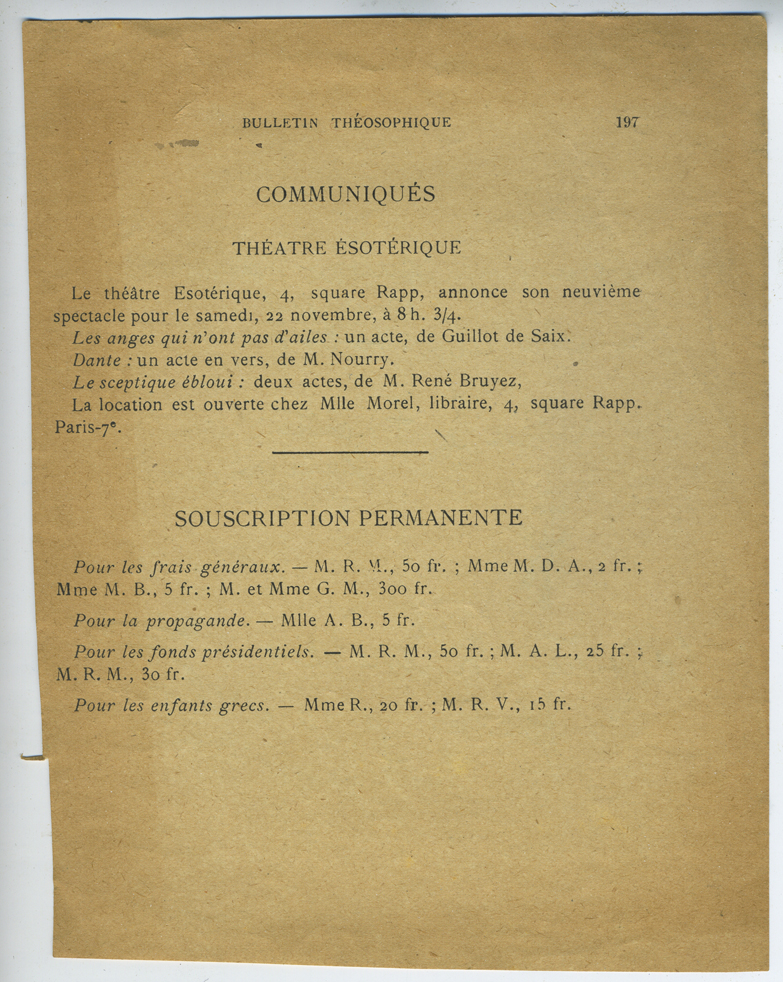 BULLETIN THÉOSOPHIQUE 197
COMMUNIQUÉS
THÉATRE ÉSOTÉRIQUE
Le théâtre Esotérique, 4, square Rapp, annonce son neuvième
spectacle pour le samedi, 22 novembre, à 8 h. 3/4.
Les anges qui n'ont pas d'ailes : un acte, de Guillot de Saix.
Dante : un acte en vers, de M. Nourry.
Le sceptique ébloui : deux actes, de M. René Bruyez,
La location est ouverte chez Mlle Morel, libraire, 4, square Rapp.
Paris-7e.
SOUSCRIPTION PERMANENTE
Pour les frais généraux. — M. R. M., 50 fr. ; Mme M. D. A., 2 fr. ;
Mme M. B., 5 fr. ; M. et Mme G. M., 300 fr.
Pour la propagande. — Mlle A. B., 5 fr.
Pour les fonds présidentiels. — M. R. M., 50 fr. ; M. A. L., 25 fr. ;
M. R. M., 30 fr.
Pour les enfants grecs. — Mme R., 20 fr. ; M. R. V., 15 fr.